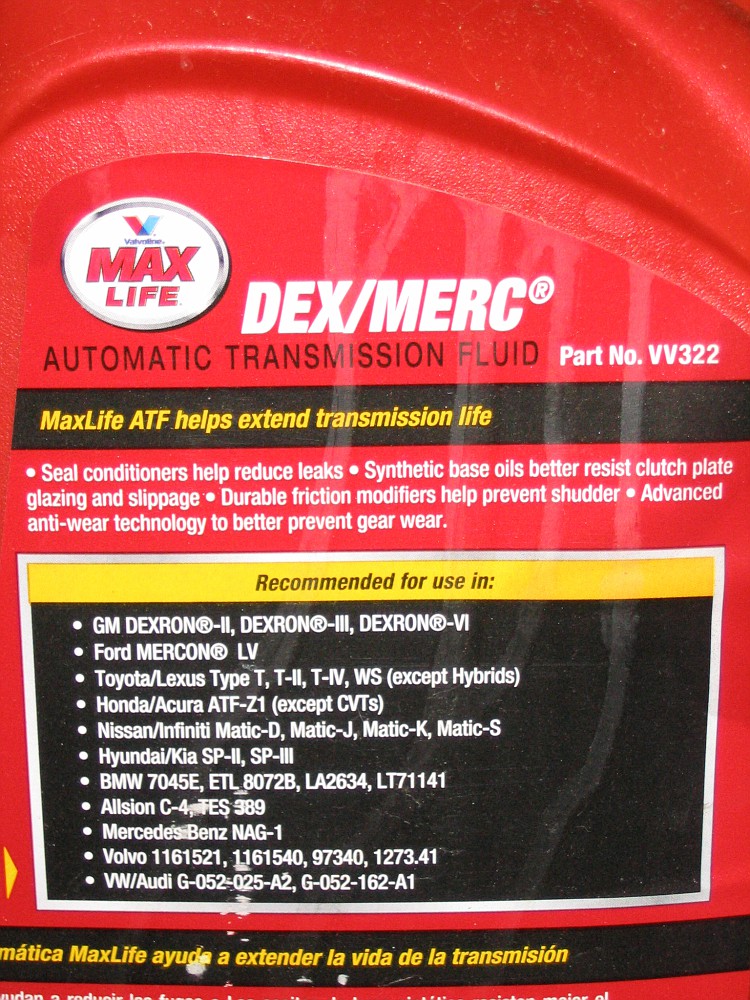 Valvoline
MAX
LIFE
DEX/MERC®
AUTOMATIC TRANSMISSION FLUID Part No. VV322
MaxLife ATF helps extend transmission life
• Seal conditioners help reduce leaks • Synthetic base oils better resist clutch plate
glazing and slippage • Durable friction modifiers help prevent shudder • Advanced
anti-wear technology to better prevent gear wear.
Recommended for use in:
• GM DEXRON®-II, DEXRON®-III, DEXRON®-VI
• Ford MERCON® LV
• Toyota/Lexus Type T, T-II, T-IV, WS (except Hybrids)
• Honda/Acura ATF-Z1 (except CVTs)
• Nissan/Infiniti Matic-D, Matic-J, Matic-K, Matic-S
• Hyundai/Kia SP-II, SP-III
• BMW 7045E, ETL 8072B, LA2634, LT71141
• Allsion C-4, TES 389
• Mercedes Benz NAG-1
• Volvo 1161521, 1161540, 97340, 1273.41
• VW/Audi G-052-025-A2, G-052-162-A1
mática MaxLife ayuda a extender la vida de la transmisión